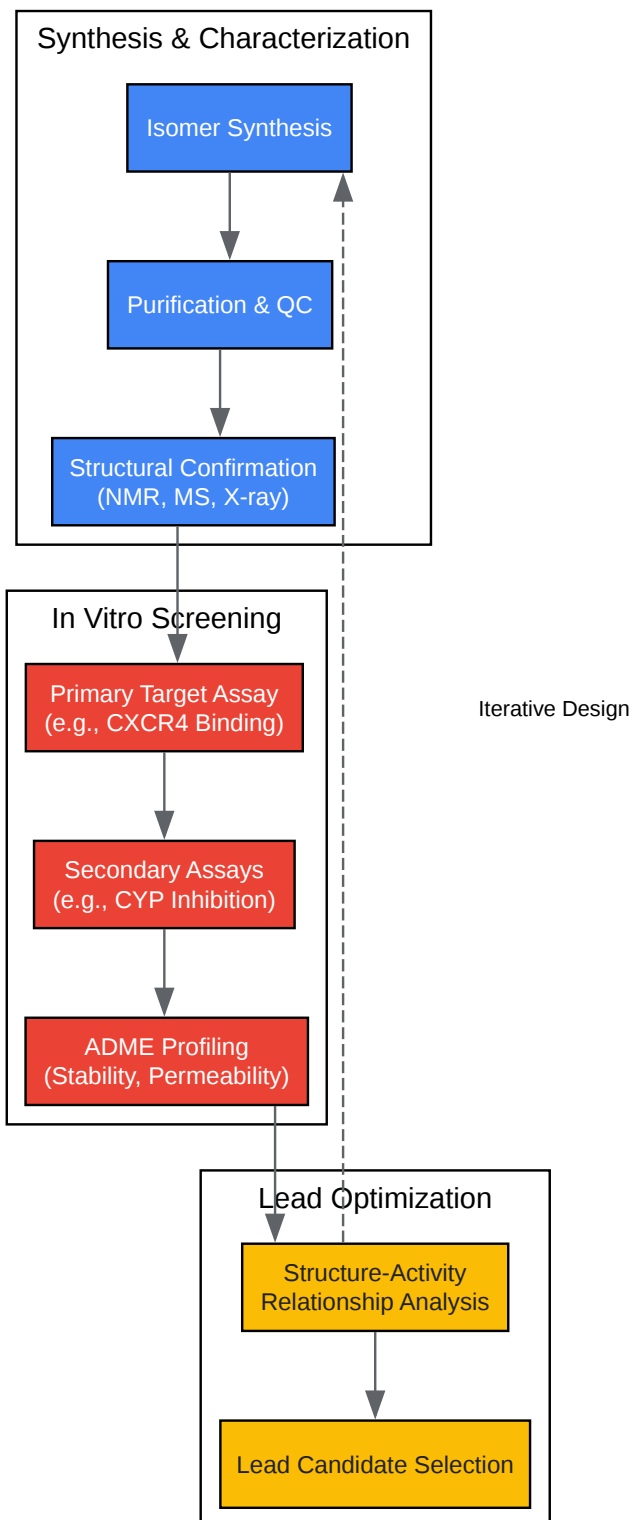 Synthesis & Characterization
Isomer Synthesis
Purification & QC
Structural Confirmation
(NMR, MS, X-ray)
In Vitro Screening
Primary Target Assay
(e.g., CXCR4 Binding)
Iterative Design
Secondary Assays
(e.g., CYP Inhibition)
ADME Profiling
(Stability, Permeability)
Lead Optimization
Structure-Activity
Relationship Analysis
Lead Candidate Selection